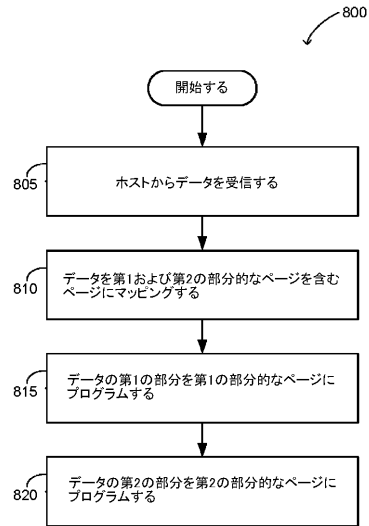 800
開始する
805
ホストからデータを受信する
810
データを第1および第2の部分的なページを含む
ページにマッピングする
815
データの第1の部分を第1の部分的なページに
プログラムする
820
データの第2の部分を第2の部分的なページに
プログラムする